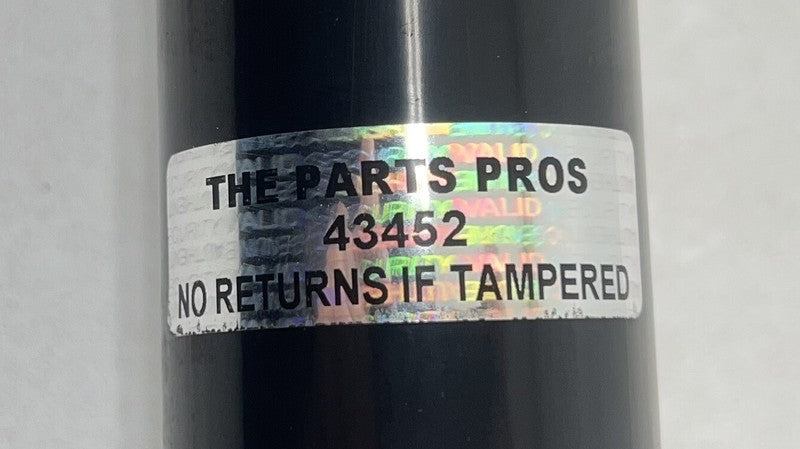 THE PARTS PROS
43452
NO RETURNS IF TAMPERED